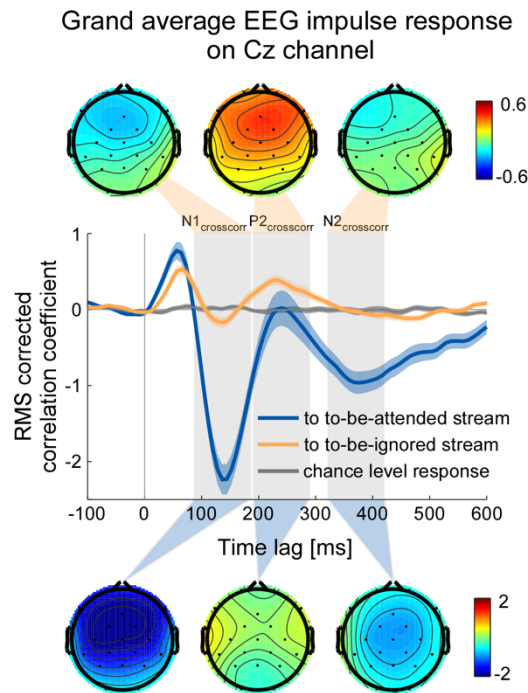 Grand average EEG impulse response
on Cz channel
0.6
-0.6
N1crosscorr P2crosscorr N2crosscorr
RMS corrected
correlation coefficient
1
0
-1
-2
to to-be-attended stream
to to-be-ignored stream
chance level response
-100 0 100 200 300 400 500 600
Time lag [ms]
2
-2